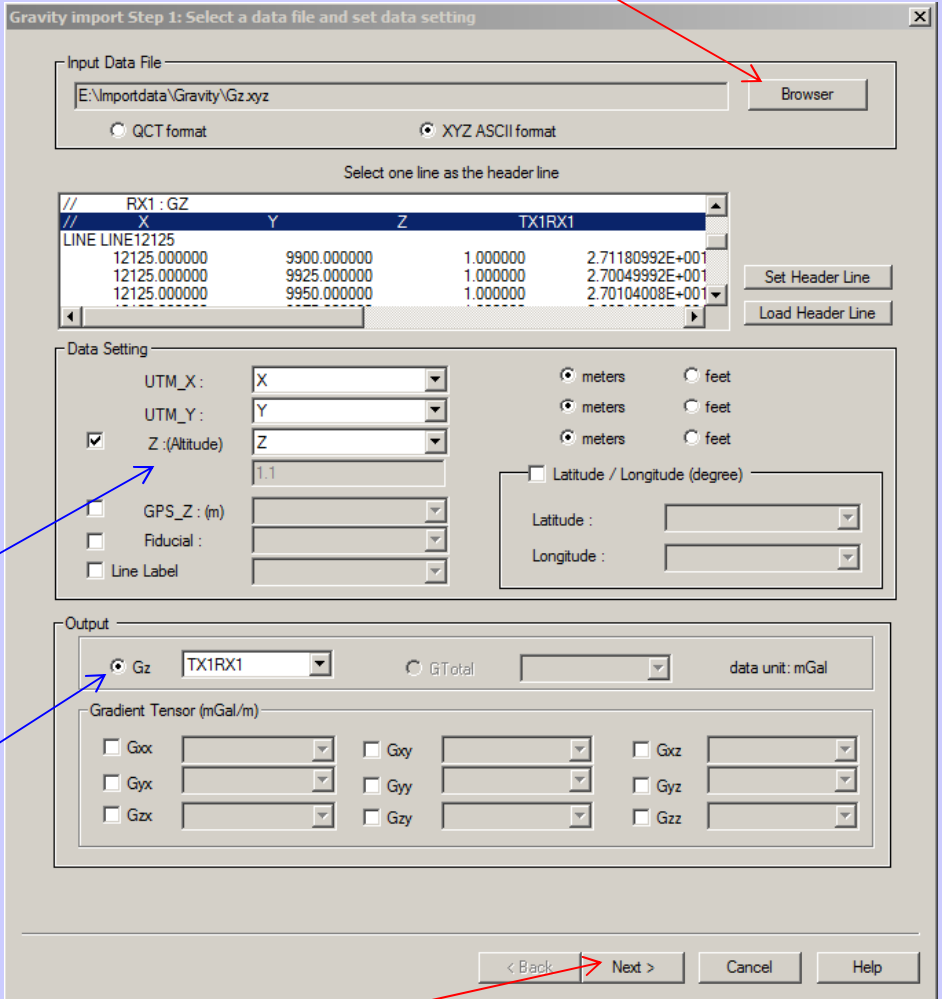 Gravity import Step 1: Select a data file and set data setting
Input Data File
E:\Importdata\Gravity\Gz.xyz
Browser
QCT format
XYZ ASCII format
Select one line as the header line
// RX1 : GZ
// X Y Z TX1RX1
LINE LINE12125
12125.000000 9900.000000 1.000000 2.71180992E+001
12125.000000 9925.000000 1.000000 2.70049992E+001
12125.000000 9950.000000 1.000000 2.70104008E+001
Set Header Line
Load Header Line
Data Setting
UTM_X : X meters feet
UTM_Y : Y meters feet
Z :(Altitude) Z meters feet
1.1
Latitude / Longitude (degree)
GPS_Z : (m)
Latitude :
Fiducial :
Longitude :
Line Label
Output
Gz TX1RX1 GTotal data unit: mGal
Gradient Tensor (mGal/m)
Gxx Gxy Gxz
Gyx Gyy Gyz
Gzx Gzy Gzz
< Back Next > Cancel Help